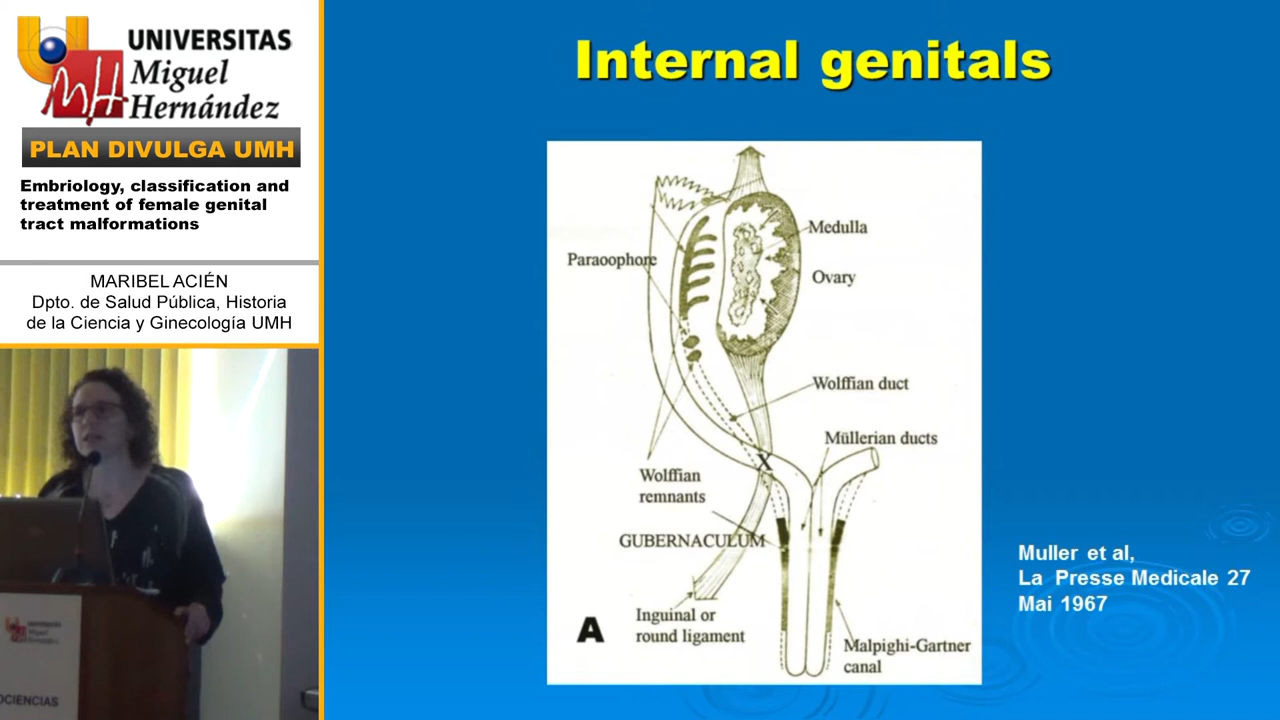 UNIVERSITAS
Miguel
Hernández
PLAN DIVULGA UMH
Embriology, classification and
treatment of female genital
tract malformations
MARIBEL ACIÉN
Dpto. de Salud Pública, Historia
de la Ciencia y Ginecología UMH
OCIENCIAS
Internal genitals
Medulla
Paraoophore
Ovary
Wolffian duct
Müllerian ducts
Wolffian
remnants
X
GUBERNACULUM
Inguinal or
round ligament
A
Malpighi-Gartner
canal
Muller et al,
La Presse Medicale 27
Mai 1967